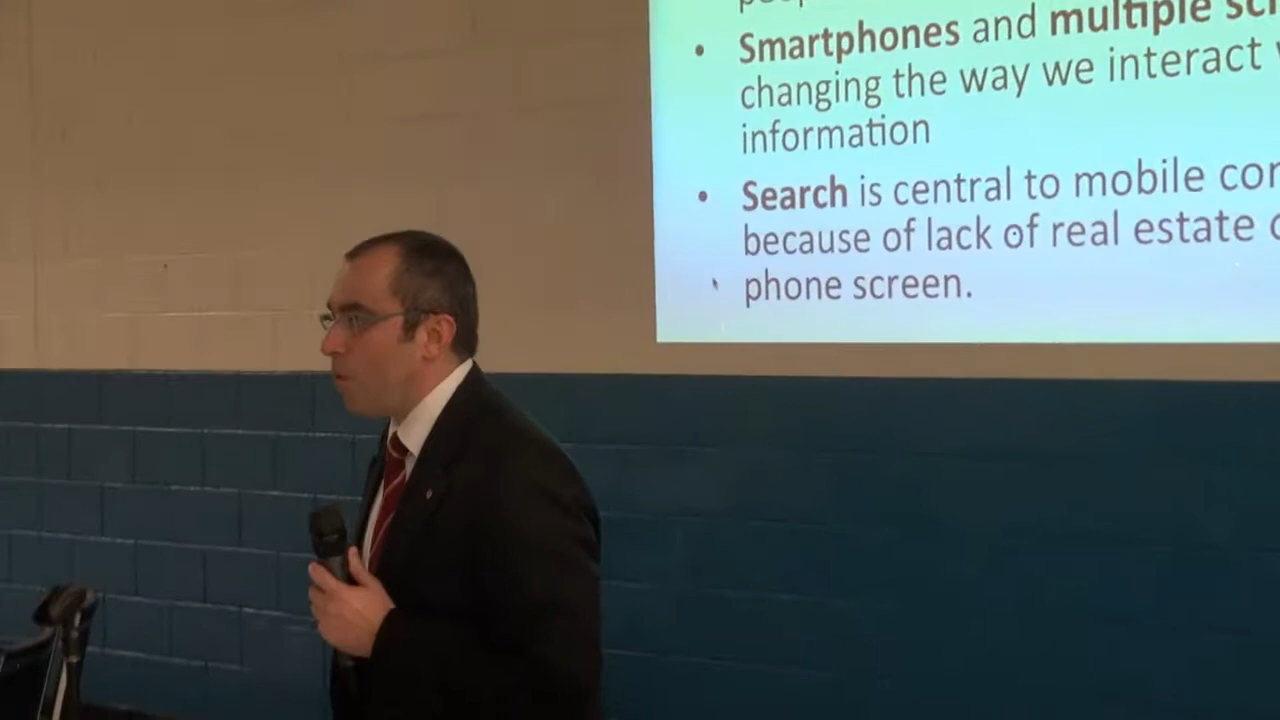 • Smartphones and multiple
changing the way we interact
information
• Search is central to mobile
because of lack of real estate
phone screen.